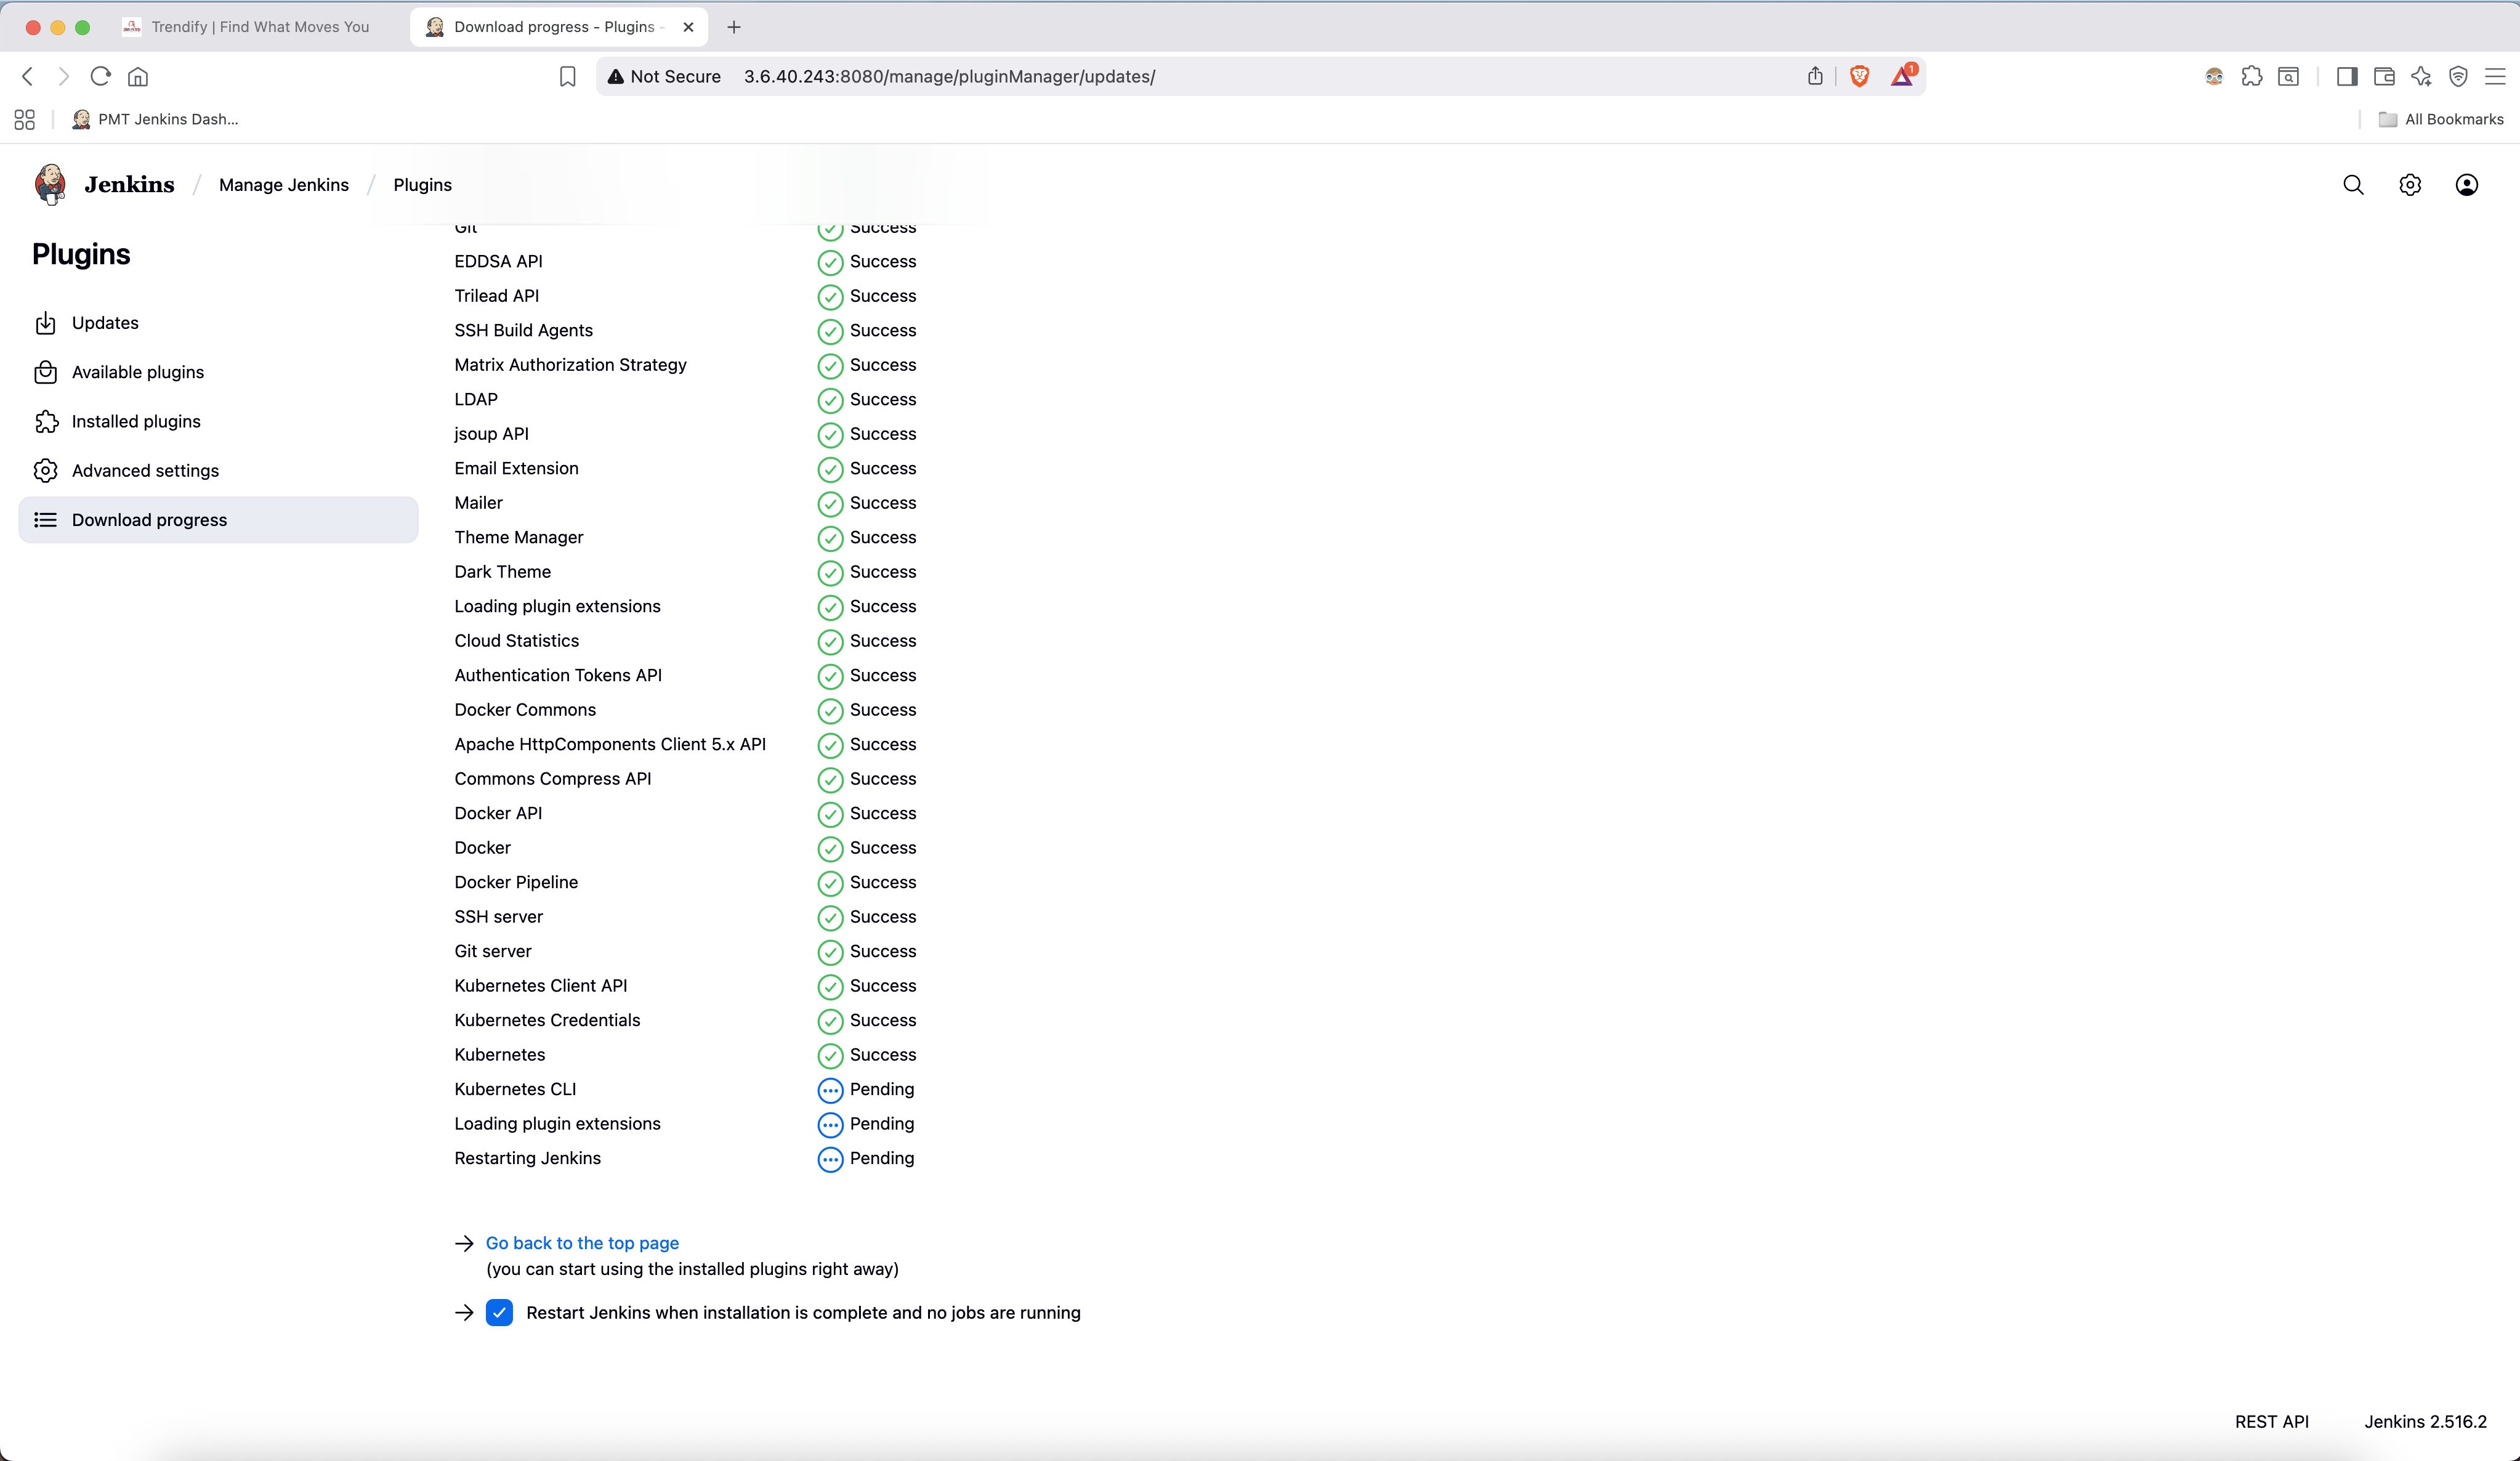 Trendify | Find What Moves You
Download progress - Plugins -
Not Secure 3.6.40.243:8080/manage/pluginManager/updates/
1
PMT Jenkins Dash...
All Bookmarks
Jenkins / Manage Jenkins / Plugins
Plugins
Updates
Available plugins
Installed plugins
Advanced settings
Download progress
Git Success
EDDSA API Success
Trilead API Success
SSH Build Agents Success
Matrix Authorization Strategy Success
LDAP Success
jsoup API Success
Email Extension Success
Mailer Success
Theme Manager Success
Dark Theme Success
Loading plugin extensions Success
Cloud Statistics Success
Authentication Tokens API Success
Docker Commons Success
Apache HttpComponents Client 5.x API Success
Commons Compress API Success
Docker API Success
Docker Success
Docker Pipeline Success
SSH server Success
Git server Success
Kubernetes Client API Success
Kubernetes Credentials Success
Kubernetes Success
Kubernetes CLI Pending
Loading plugin extensions Pending
Restarting Jenkins Pending
Go back to the top page
(you can start using the installed plugins right away)
Restart Jenkins when installation is complete and no jobs are running
REST API Jenkins 2.516.2